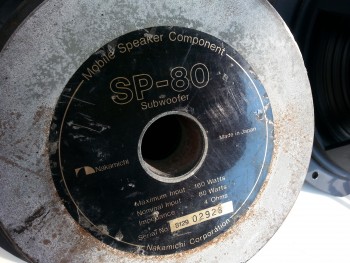 Mobile Speaker Component
SP-80
Subwoofer
Made in Japan
Nakamichi
Maximum Input 160 Watts
Nominal Input 80 Watts
Impedance 4 Ohms
Serial No. 02926
Nakamichi Corporation